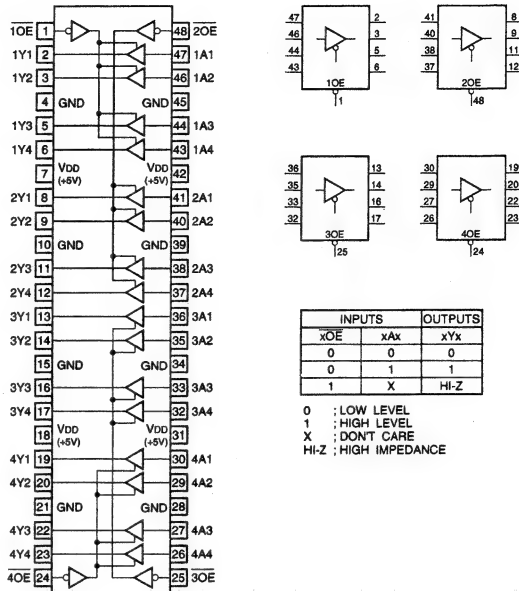 1OE 1 48 2OE
1Y1 2 47 1A1
1Y2 3 46 1A2
4 GND GND 45
1Y3 5 44 1A3
1Y4 6 43 1A4
7 VDD (+5V) VDD 42
2Y1 8 41 2A1
2Y2 9 40 2A2
10 GND GND 39
2Y3 11 38 2A3
2Y4 12 37 2A4
3Y1 13 36 3A1
3Y2 14 35 3A2
15 GND GND 34
3Y3 16 33 3A3
3Y4 17 32 3A4
18 VDD (+5V) VDD (+5V) 31
4Y1 19 30 4A1
4Y2 20 29 4A2
21 GND GND 28
4Y3 22 27 4A3
4Y4 23 26 4A4
4OE 24 25 3OE
47 2
46 3
44 5
43 6
1OE
1
41 8
40 9
38 11
37 12
2OE
48
36 13
35 14
33 16
32 17
3OE
25
30 19
29 20
27 22
26 23
4OE
24
INPUTS OUTPUTS
xOE xAx xYx
0 0 0
0 1 1
1 X HI-Z
0 ; LOW LEVEL
1 ; HIGH LEVEL
X ; DON'T CARE
HI-Z ; HIGH IMPEDANCE